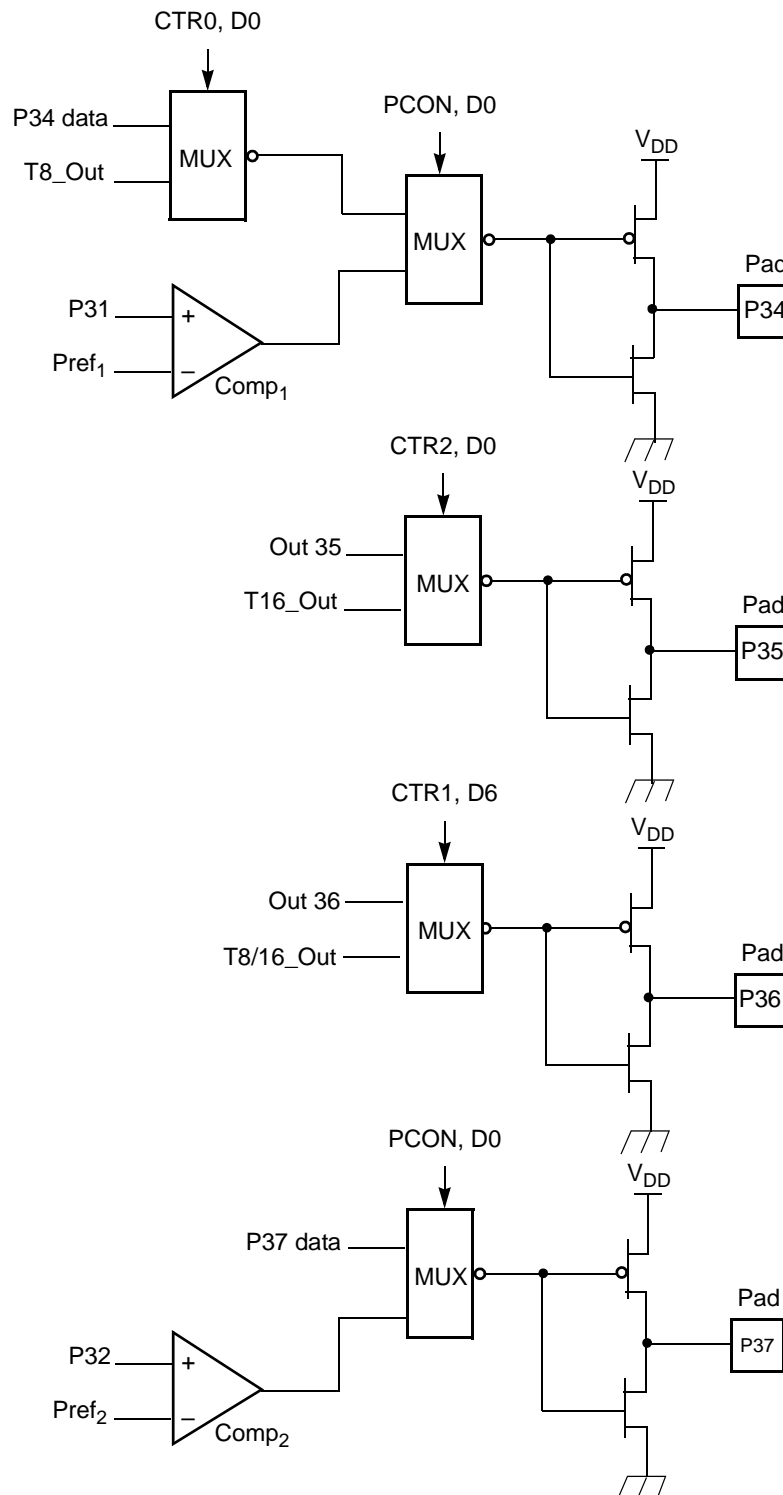 CTR0, D0
P34 data
T8_Out
MUX
PCON, D0
MUX
VDD
Pad
P34
P31
Pref1
+
–
Comp1
CTR2, D0
Out 35
T16_Out
MUX
VDD
Pad
P35
CTR1, D6
Out 36
T8/16_Out
MUX
VDD
Pad
P36
PCON, D0
P37 data
MUX
VDD
Pad
P37
P32
Pref2
+
–
Comp2